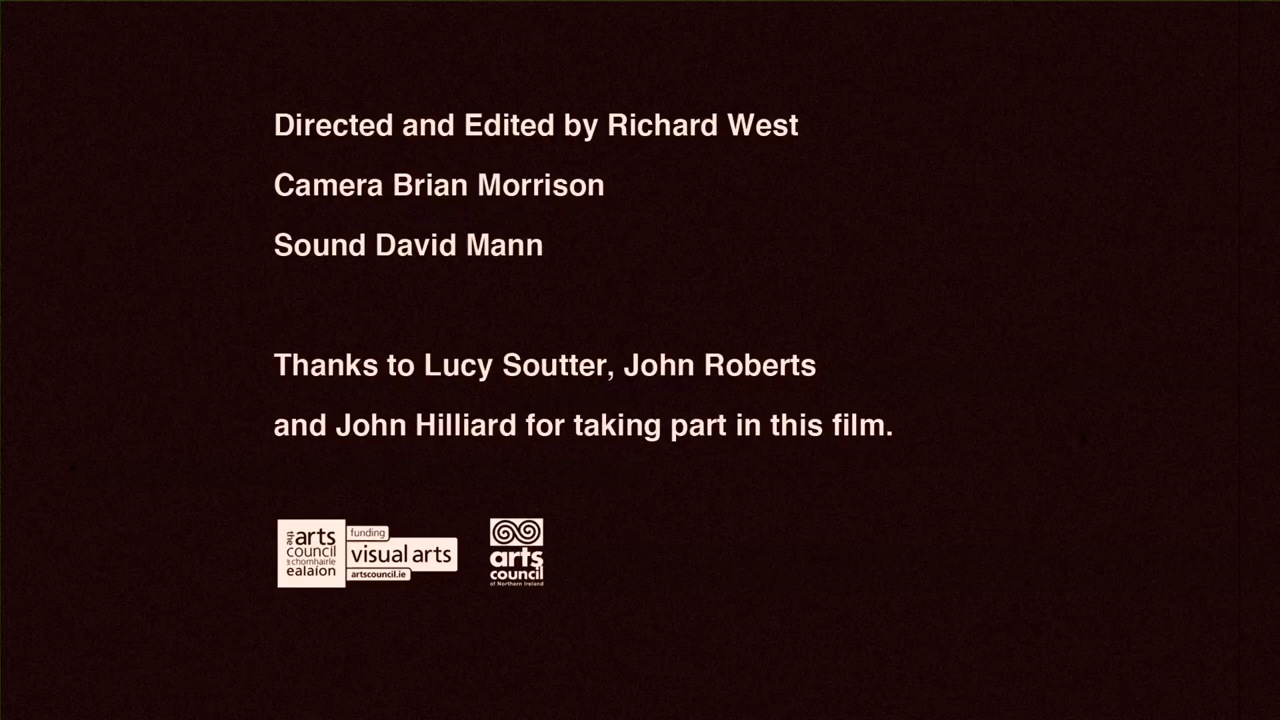 Directed and Edited by Richard West
Camera Brian Morrison
Sound David Mann
Thanks to Lucy Soutter, John Roberts
and John Hilliard for taking part in this film.
the arts
council
chomhairle
ealaíon
funding
visual arts
artscouncil.ie
arts
council
of Northern Ireland